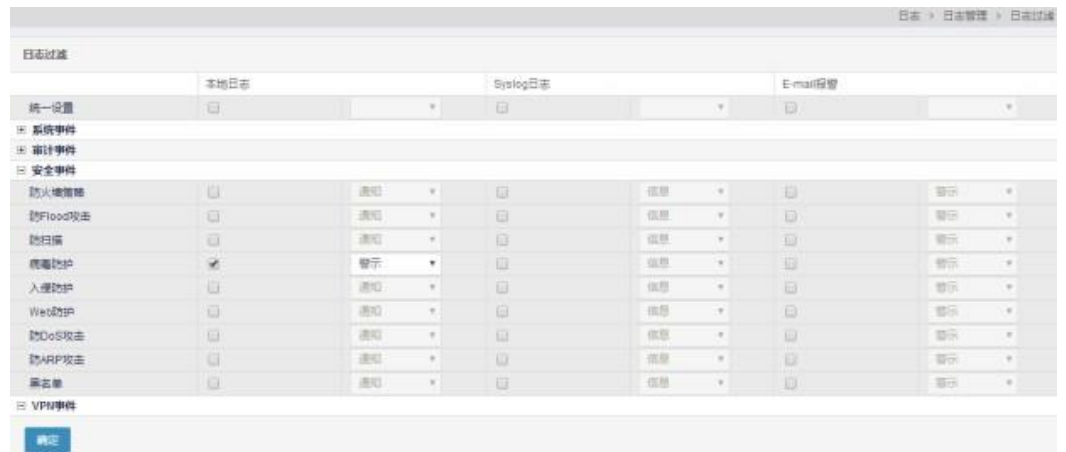 日志 > 日志管理 > 日志过滤
日志过滤
本地日志 Syslog日志 E-mail报警
统一设置
系统事件
审计事件
安全事件
防火墙策略 通知 信息 警示
防Flood攻击 通知 信息 警示
防扫描 通知 信息 警示
病毒防护 警示 信息 警示
入侵防护 通知 信息 警示
Web防护 通知 信息 警示
防DoS攻击 通知 信息 警示
防ARP攻击 通知 信息 警示
黑名单 通知 信息 警示
VPN事件
确定